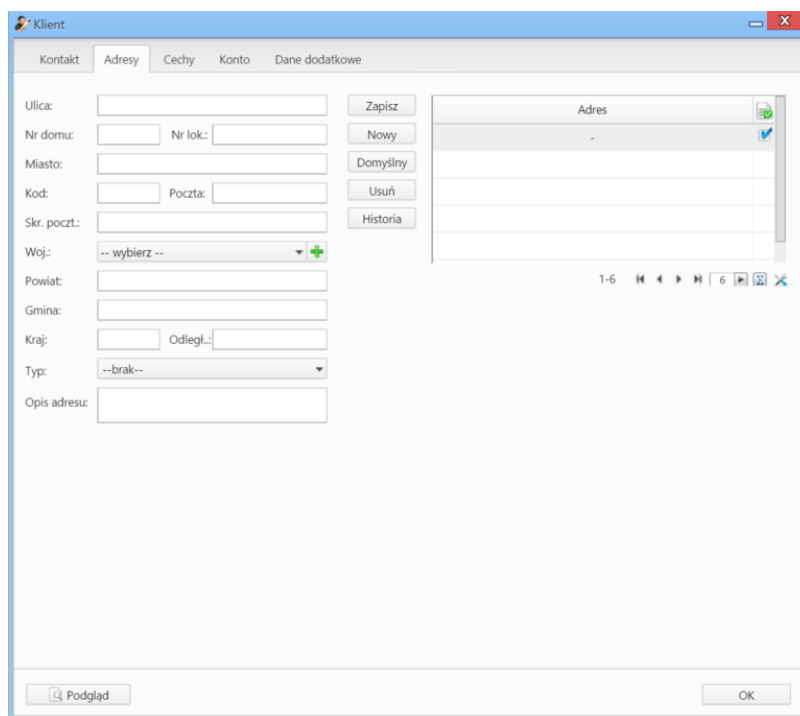 Klient
Kontakt Adresy Cechy Konto Dane dodatkowe
Ulica: Zapisz Adres
Nr domu: Nr lok.: Nowy -
Miasto: Domyślny
Kod: Poczta: Usuń
Skr. poczt.: Historia
Woj.: -- wybierz --
Powiat: 1-6 6
Gmina:
Kraj: Odległ..:
Typ: --brak--
Opis adresu:
Podgląd OK